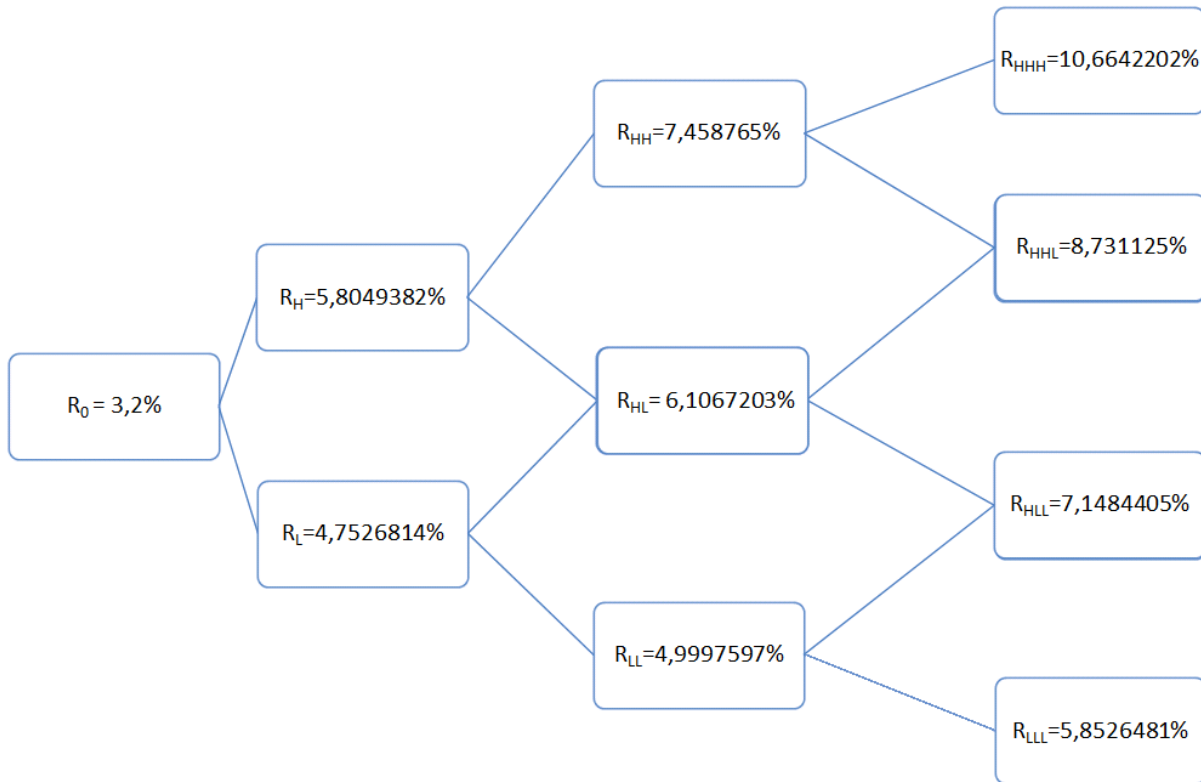 R₀ = 3,2%
R_H=5,8049382%
R_L=4,7526814%
R_HH=7,458765%
R_HL= 6,1067203%
R_LL=4,9997597%
R_HHH=10,6642202%
R_HHL=8,731125%
R_HLL=7,1484405%
R_LLL=5,8526481%